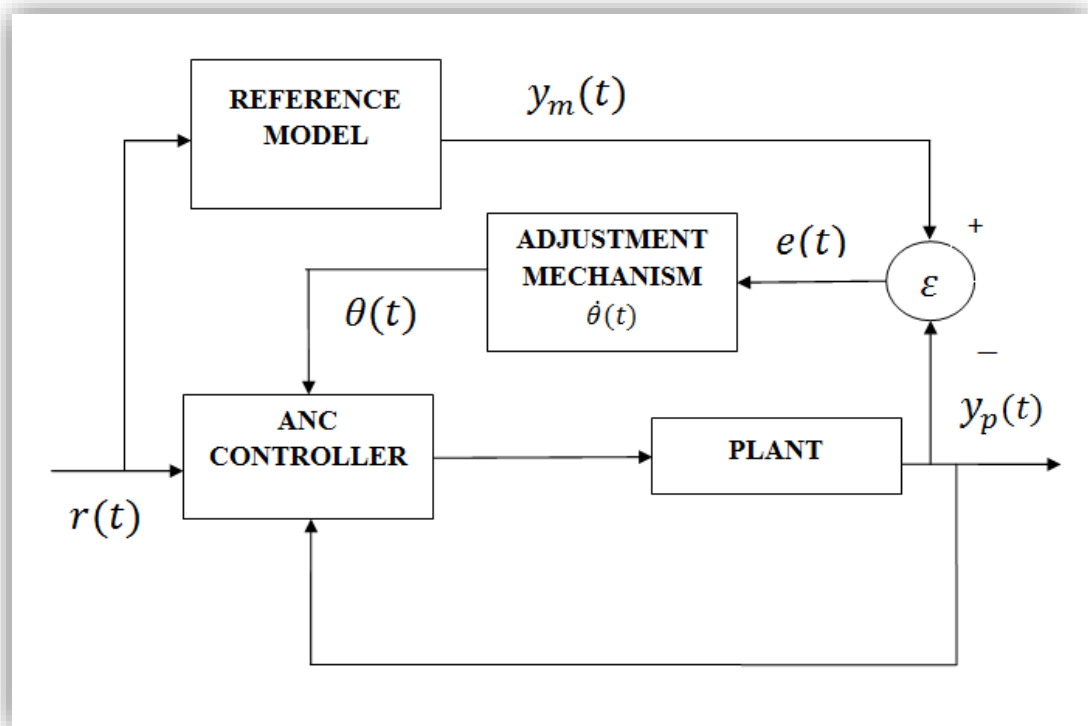 REFERENCE
MODEL
y_m(t)
ADJUSTMENT
MECHANISM
θ̇(t)
e(t)
+
ε
θ(t)
−
ANC
CONTROLLER
PLANT
y_p(t)
r(t)